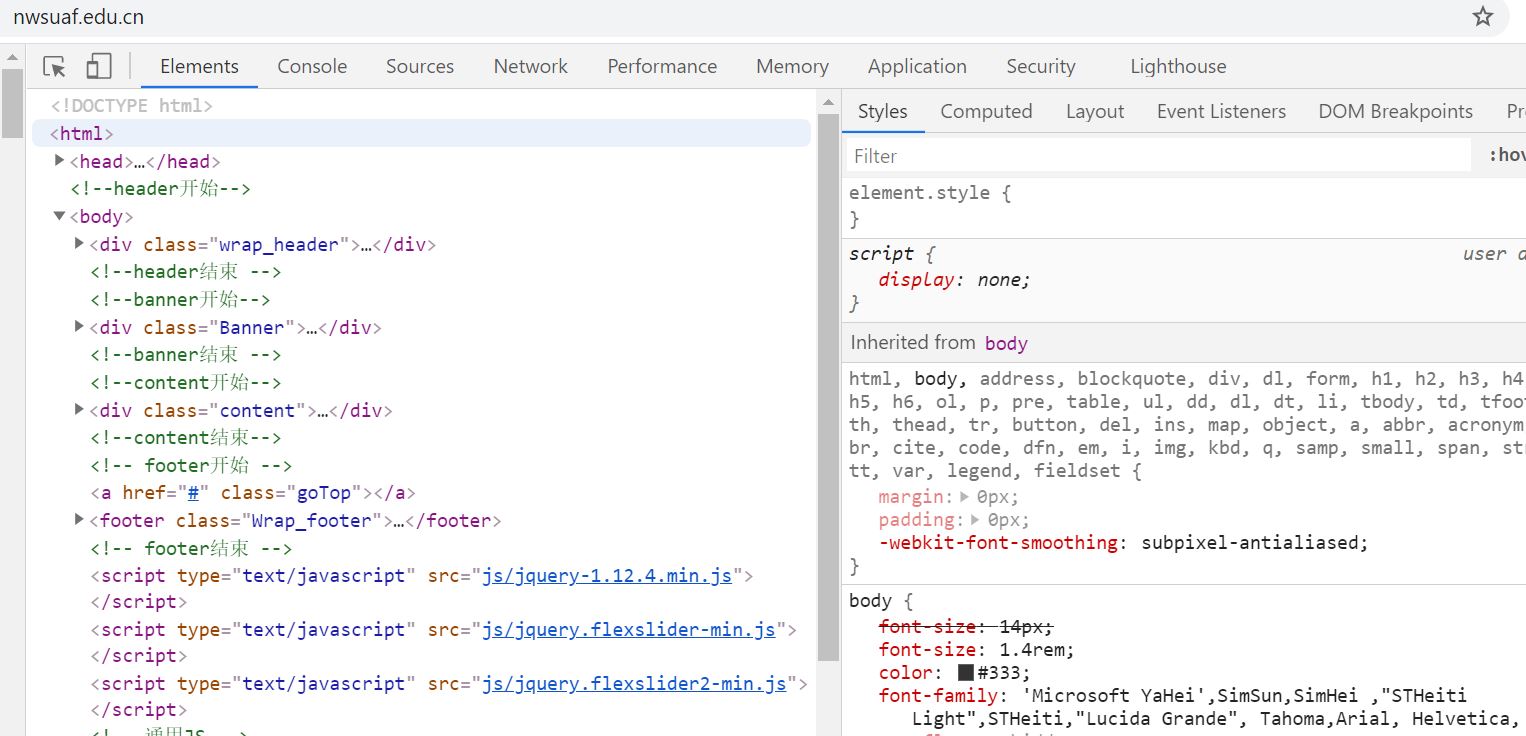 nwsuaf.edu.cn
Elements Console Sources Network Performance Memory Application Security Lighthouse
<!DOCTYPE html>
<html>
<head>…</head>
<!--header开始-->
<body>
<div class="wrap_header">…</div>
<!--header结束 -->
<!--banner开始-->
<div class="Banner">…</div>
<!--banner结束 -->
<!--content开始-->
<div class="content">…</div>
<!--content结束-->
<!-- footer开始 -->
<a href="#" class="goTop"></a>
<footer class="Wrap_footer">…</footer>
<!-- footer结束 -->
<script type="text/javascript" src="js/jquery-1.12.4.min.js">
</script>
<script type="text/javascript" src="js/jquery.flexslider-min.js">
</script>
<script type="text/javascript" src="js/jquery.flexslider2-min.js">
</script>
Styles Computed Layout Event Listeners DOM Breakpoints Pr
Filter :hov
element.style {
}
script { user a
display: none;
}
Inherited from body
html, body, address, blockquote, div, dl, form, h1, h2, h3, h4
h5, h6, ol, p, pre, table, ul, dd, dl, dt, li, tbody, td, tfoo
th, thead, tr, button, del, ins, map, object, a, abbr, acronym
br, cite, code, dfn, em, i, img, kbd, q, samp, small, span, st
tt, var, legend, fieldset {
margin: 0px;
padding: 0px;
-webkit-font-smoothing: subpixel-antialiased;
}
body {
font-size: 14px;
font-size: 1.4rem;
color: #333;
font-family: 'Microsoft YaHei',SimSun,SimHei ,"STHeiti
Light",STHeiti,"Lucida Grande", Tahoma,Arial, Helvetica,